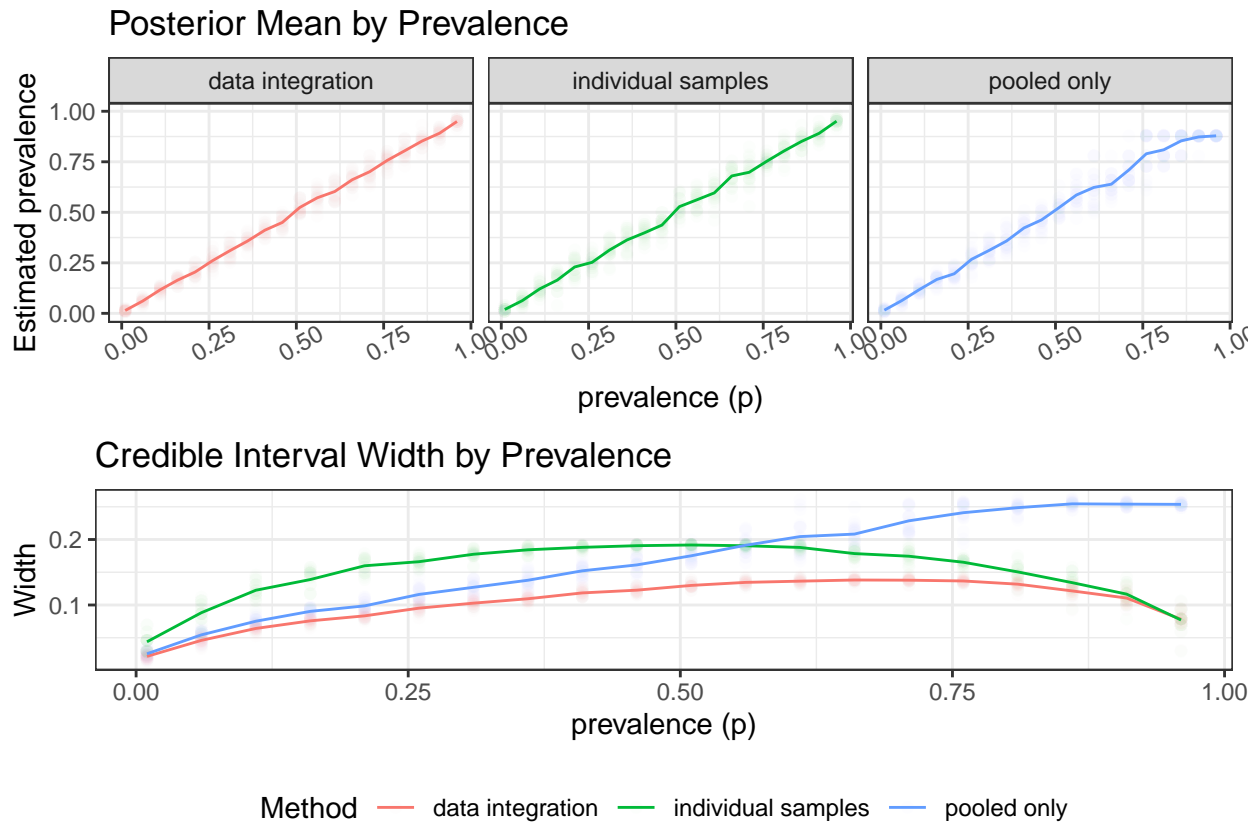 Posterior Mean by Prevalence
data integration individual samples pooled only
Estimated prevalence
1.00
0.75
0.50
0.25
0.00
0.00 0.25 0.50 0.75 1.00 0.00 0.25 0.50 0.75 1.00 0.00 0.25 0.50 0.75 1.00
prevalence (p)
Credible Interval Width by Prevalence
Width
0.2
0.1
0.00 0.25 0.50 0.75 1.00
prevalence (p)
Method data integration individual samples pooled only